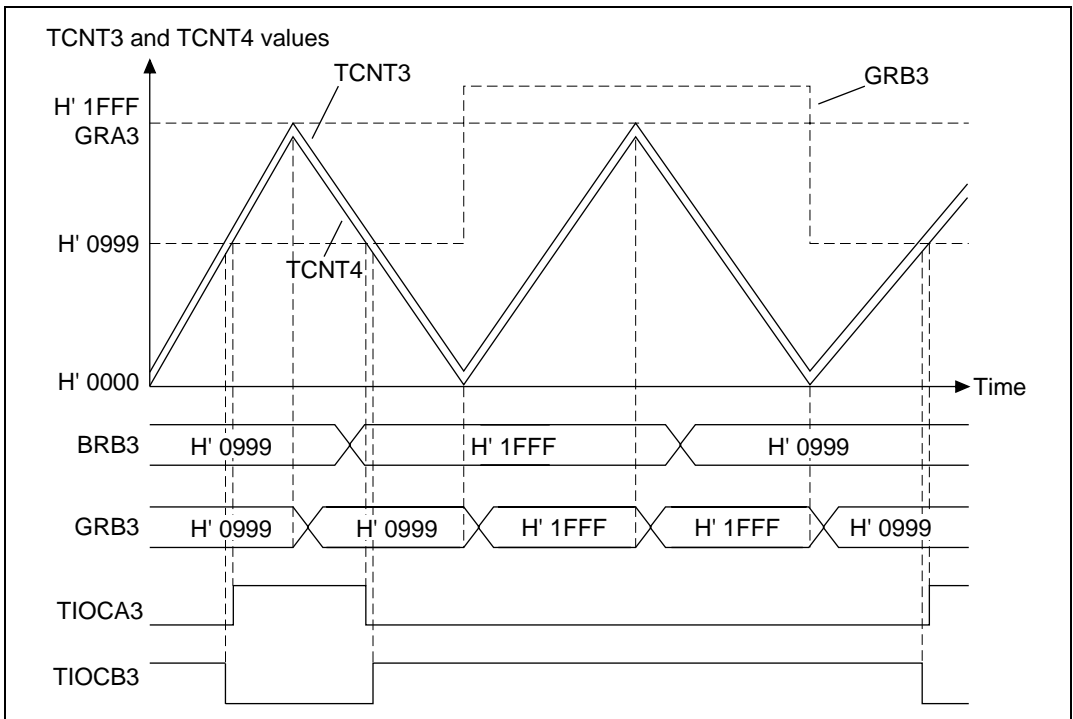 TCNT3 and TCNT4 values
TCNT3
GRB3
H' 1FFF
GRA3
H' 0999
TCNT4
H' 0000
Time
BRB3
H' 0999
H' 1FFF
H' 0999
GRB3
H' 0999
H' 0999
H' 1FFF
H' 1FFF
H' 0999
TIOCA3
TIOCB3